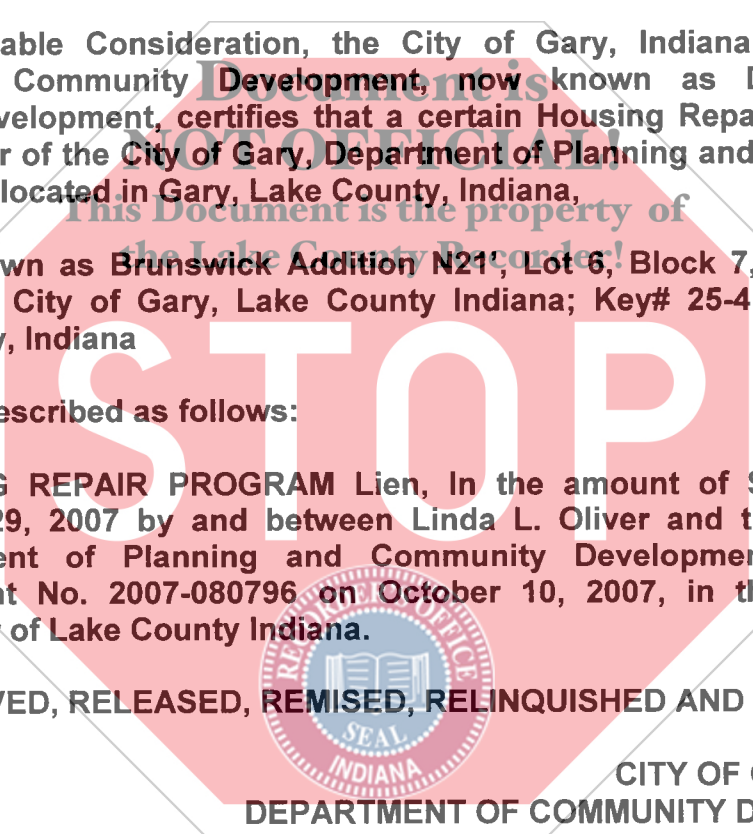 able Consideration, the City of Gary, Indiana
Community Development, now known as D
velopment, certifies that a certain Housing Repa
r of the City of Gary, Department of Planning and
located in Gary, Lake County, Indiana,
wn as Brunswick Addition N21', Lot 6, Block 7,
City of Gary, Lake County Indiana; Key# 25-4
y, Indiana
escribed as follows:
G REPAIR PROGRAM Lien, In the amount of $
29, 2007 by and between Linda L. Oliver and t
ent of Planning and Community Developmen
nt No. 2007-080796 on October 10, 2007, in th
of Lake County Indiana.
VED, RELEASED, REMISED, RELINQUISHED AND
CITY OF G
DEPARTMENT OF COMMUNITY D
Document is
NOT OFFICIAL!
This Document is the property of
the Lake County Recorder!
STOP
RECORDER'S OFFICE
SEAL
INDIANA